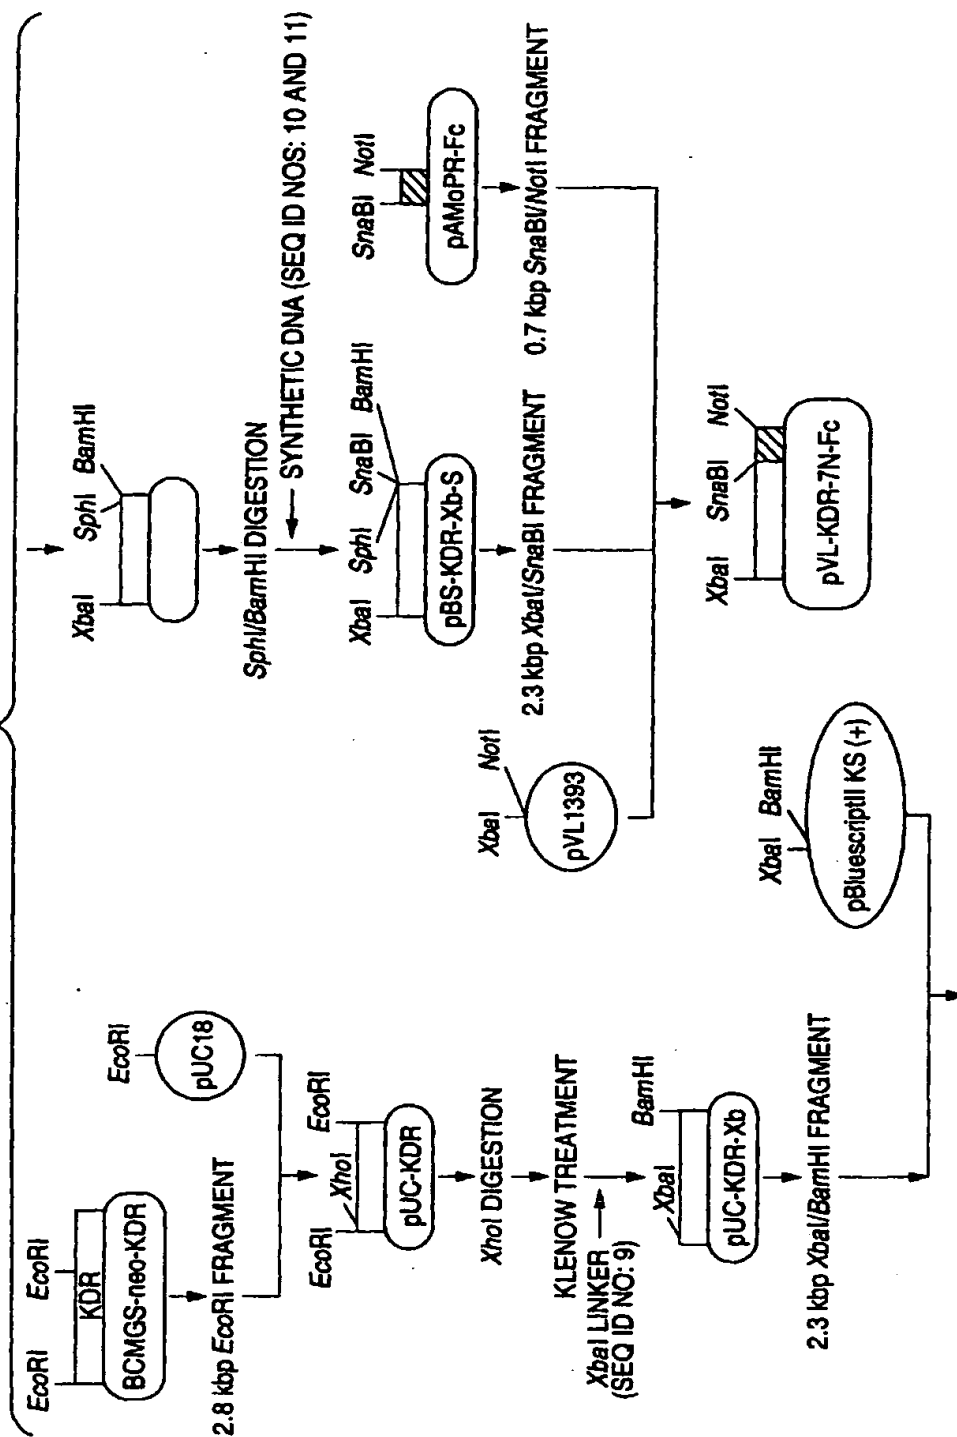 EcoRI EcoRI
KDR
BCMGS-neo-KDR
2.8 kbp EcoRI FRAGMENT
EcoRI
pUC18
EcoRI XhoI EcoRI
pUC-KDR
XhoI DIGESTION
KLENOW TREATMENT
XbaI LINKER
(SEQ ID NO: 9)
XbaI BamHI
pUC-KDR-Xb
2.3 kbp XbaI/BamHI FRAGMENT
XbaI BamHI
pBluescriptII KS (+)
XbaI SphI BamHI
SphI/BamHI DIGESTION
SYNTHETIC DNA (SEQ ID NOS: 10 AND 11)
XbaI SphI SnaBI BamHI
pBS-KDR-Xb-S
2.3 kbp XbaI/SnaBI FRAGMENT
SnaBI NotI
pAMoPR-Fc
0.7 kbp SnaBI/NotI FRAGMENT
XbaI NotI
pVL1393
XbaI SnaBI NotI
pVL-KDR-7N-Fc